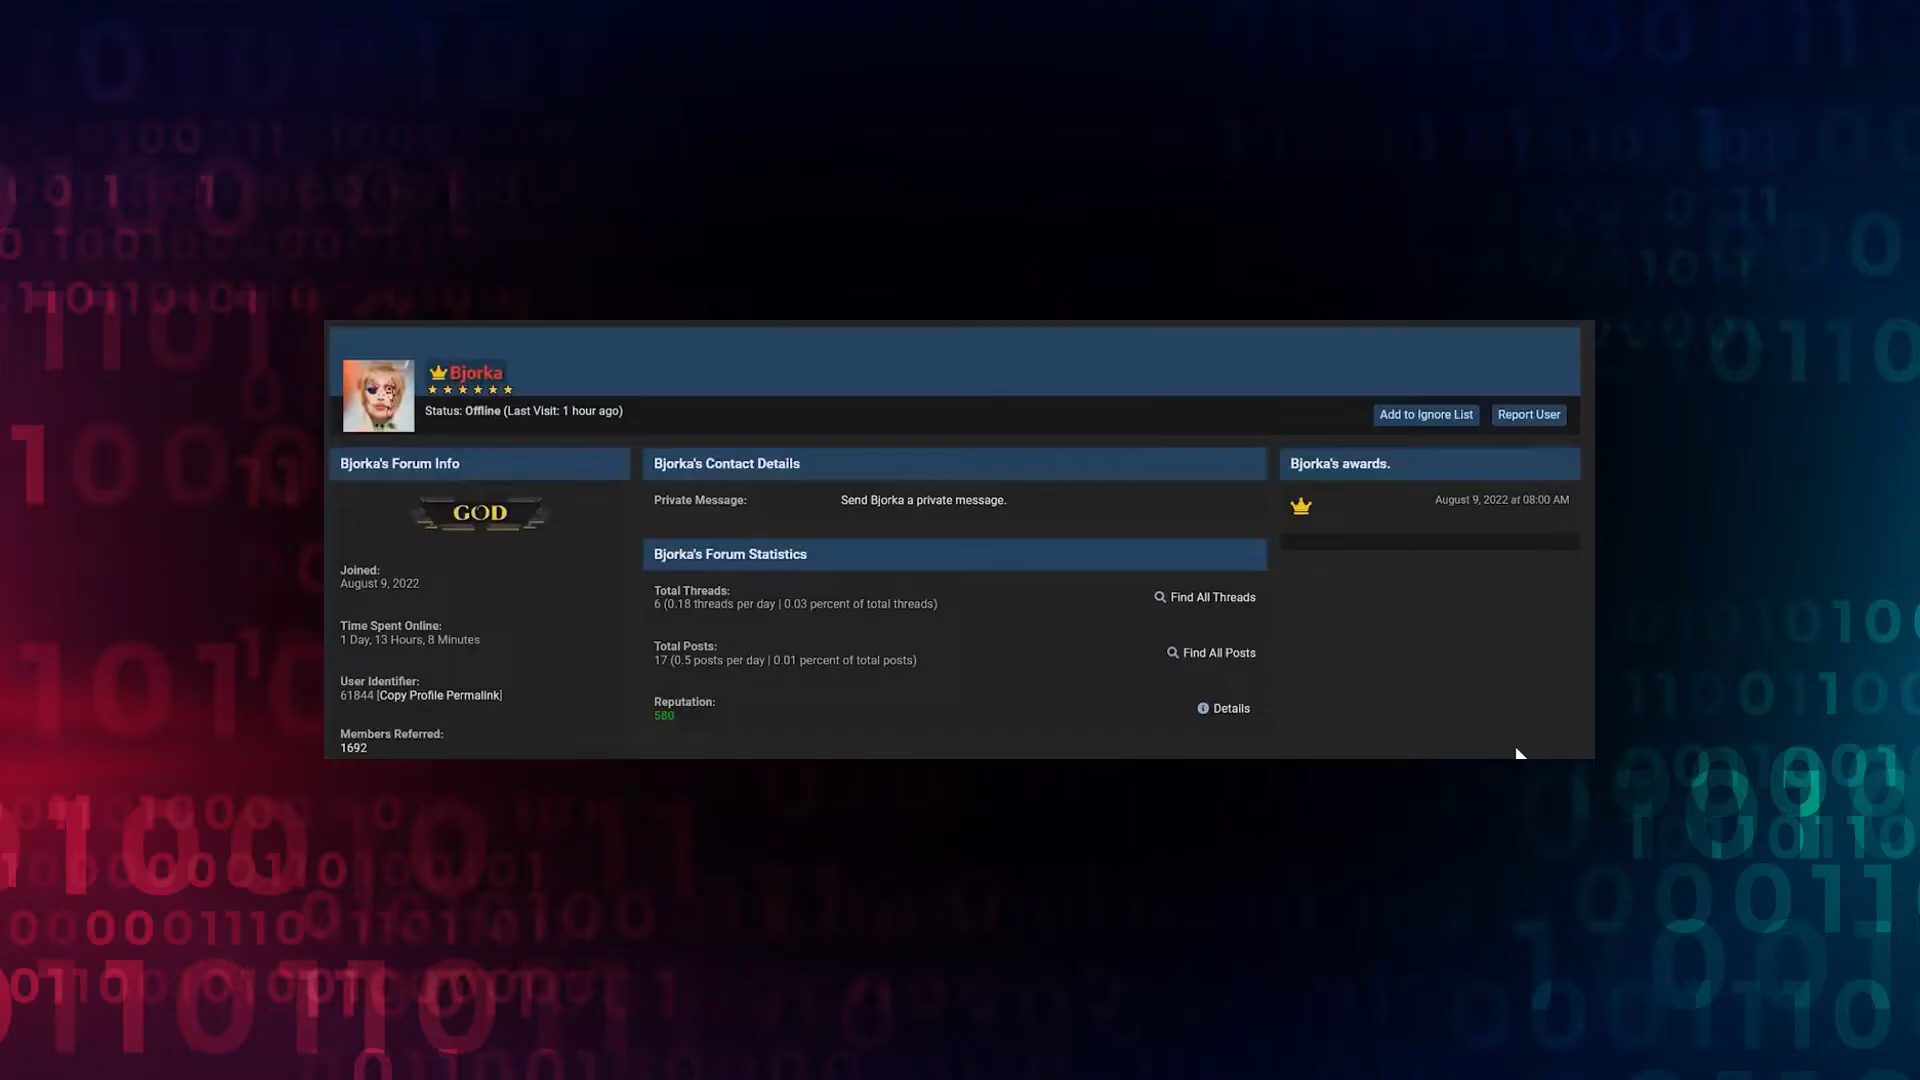 Bjorka
Status: Offline (Last Visit: 1 hour ago)
Add to Ignore List
Report User
Bjorka's Forum Info
GOD
Joined:
August 9, 2022
Time Spent Online:
1 Day, 13 Hours, 8 Minutes
User Identifier:
61844 [Copy Profile Permalink]
Members Referred:
1692
Bjorka's Contact Details
Private Message: Send Bjorka a private message.
Bjorka's Forum Statistics
Total Threads:
6 (0.18 threads per day | 0.03 percent of total threads)
Find All Threads
Total Posts:
17 (0.5 posts per day | 0.01 percent of total posts)
Find All Posts
Reputation:
580
Details
Bjorka's awards.
August 9, 2022 at 08:00 AM